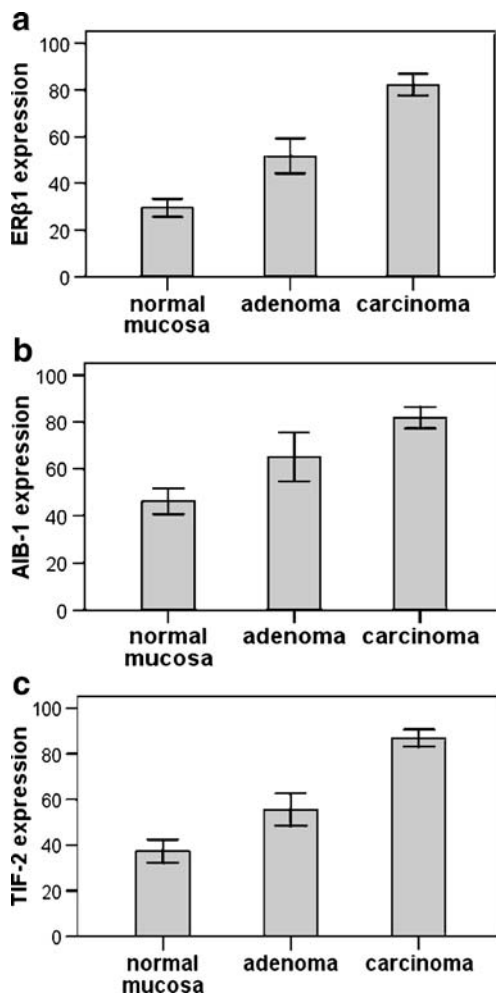 a
100
80
60
40
20
0
ERβ1 expression
normal mucosa
adenoma
carcinoma
b
100
80
60
40
20
0
AIB-1 expression
normal mucosa
adenoma
carcinoma
c
100
80
60
40
20
0
TIF-2 expression
normal mucosa
adenoma
carcinoma